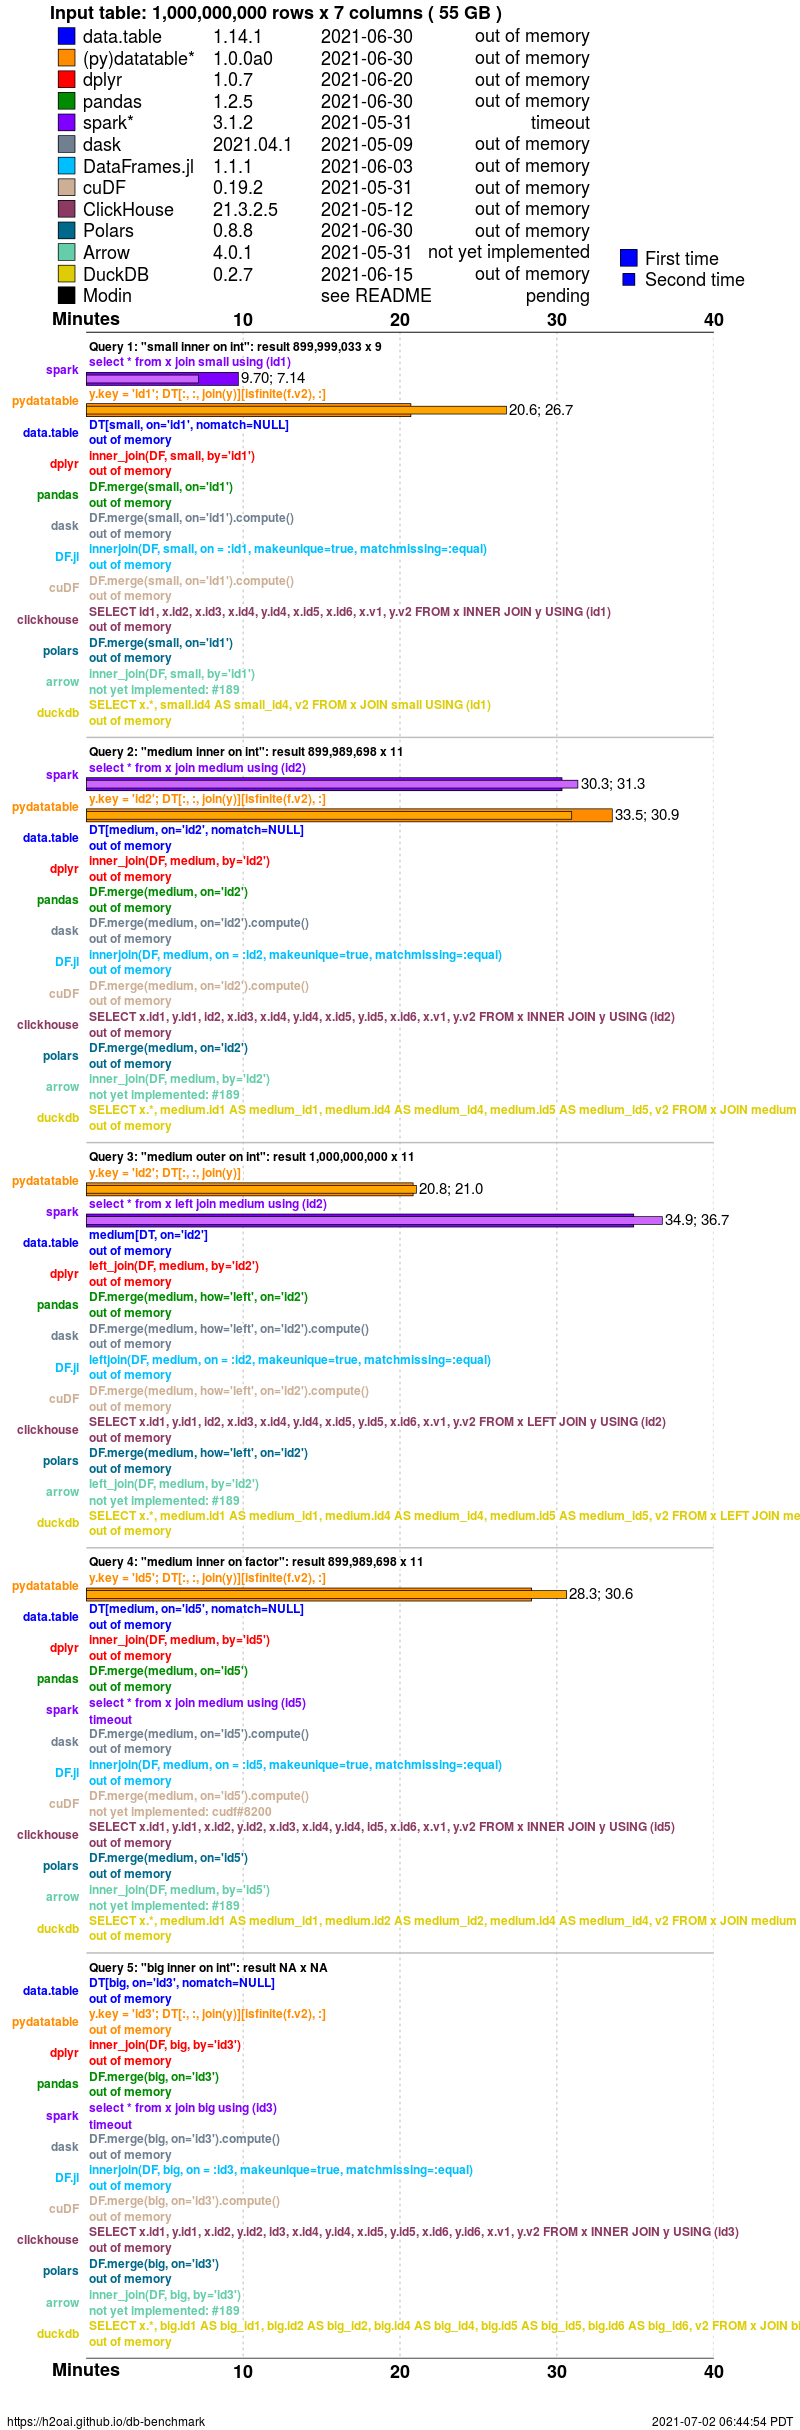 Input table: 1,000,000,000 rows x 7 columns ( 55 GB )
data.table 1.14.1 2021-06-30 out of memory
(py)datatable* 1.0.0a0 2021-06-30 out of memory
dplyr 1.0.7 2021-06-20 out of memory
pandas 1.2.5 2021-06-30 out of memory
spark* 3.1.2 2021-05-31 timeout
dask 2021.04.1 2021-05-09 out of memory
DataFrames.jl 1.1.1 2021-06-03 out of memory
cuDF 0.19.2 2021-05-31 out of memory
ClickHouse 21.3.2.5 2021-05-12 out of memory
Polars 0.8.8 2021-06-30 out of memory
Arrow 4.0.1 2021-05-31 not yet implemented
DuckDB 0.2.7 2021-06-15 out of memory
Modin see README pending
First time
Second time
Minutes 10 20 30 40
Query 1: "small inner on int": result 899,999,033 x 9
spark select * from x join small using (id1)
9.70; 7.14
pydatatable y.key = 'id1'; DT[:, :, join(y)][isfinite(f.v2), :]
20.6; 26.7
data.table DT[small, on='id1', nomatch=NULL]
out of memory
dplyr inner_join(DF, small, by='id1')
out of memory
pandas DF.merge(small, on='id1')
out of memory
dask DF.merge(small, on='id1').compute()
out of memory
DF.jl innerjoin(DF, small, on = :id1, makeunique=true, matchmissing=:equal)
out of memory
cuDF DF.merge(small, on='id1').compute()
out of memory
clickhouse SELECT id1, x.id2, x.id3, x.id4, y.id4, x.id5, x.id6, x.v1, y.v2 FROM x INNER JOIN y USING (id1)
out of memory
polars DF.merge(small, on='id1')
out of memory
arrow inner_join(DF, small, by='id1')
not yet implemented: #189
duckdb SELECT x.*, small.id4 AS small_id4, v2 FROM x JOIN small USING (id1)
out of memory
Query 2: "medium inner on int": result 899,989,698 x 11
spark select * from x join medium using (id2)
30.3; 31.3
pydatatable y.key = 'id2'; DT[:, :, join(y)][isfinite(f.v2), :]
33.5; 30.9
data.table DT[medium, on='id2', nomatch=NULL]
out of memory
dplyr inner_join(DF, medium, by='id2')
out of memory
pandas DF.merge(medium, on='id2')
out of memory
dask DF.merge(medium, on='id2').compute()
out of memory
DF.jl innerjoin(DF, medium, on = :id2, makeunique=true, matchmissing=:equal)
out of memory
cuDF DF.merge(medium, on='id2').compute()
out of memory
clickhouse SELECT x.id1, y.id1, id2, x.id3, x.id4, y.id4, x.id5, y.id5, x.id6, x.v1, y.v2 FROM x INNER JOIN y USING (id2)
out of memory
polars DF.merge(medium, on='id2')
out of memory
arrow inner_join(DF, medium, by='id2')
not yet implemented: #189
duckdb SELECT x.*, medium.id1 AS medium_id1, medium.id4 AS medium_id4, medium.id5 AS medium_id5, v2 FROM x JOIN medium
out of memory
Query 3: "medium outer on int": result 1,000,000,000 x 11
pydatatable y.key = 'id2'; DT[:, :, join(y)]
20.8; 21.0
spark select * from x left join medium using (id2)
34.9; 36.7
data.table medium[DT, on='id2']
out of memory
dplyr left_join(DF, medium, by='id2')
out of memory
pandas DF.merge(medium, how='left', on='id2')
out of memory
dask DF.merge(medium, how='left', on='id2').compute()
out of memory
DF.jl leftjoin(DF, medium, on = :id2, makeunique=true, matchmissing=:equal)
out of memory
cuDF DF.merge(medium, how='left', on='id2').compute()
out of memory
clickhouse SELECT x.id1, y.id1, id2, x.id3, x.id4, y.id4, x.id5, y.id5, x.id6, x.v1, y.v2 FROM x LEFT JOIN y USING (id2)
out of memory
polars DF.merge(medium, how='left', on='id2')
out of memory
arrow left_join(DF, medium, by='id2')
not yet implemented: #189
duckdb SELECT x.*, medium.id1 AS medium_id1, medium.id4 AS medium_id4, medium.id5 AS medium_id5, v2 FROM x LEFT JOIN me
out of memory
Query 4: "medium inner on factor": result 899,989,698 x 11
pydatatable y.key = 'id5'; DT[:, :, join(y)][isfinite(f.v2), :]
28.3; 30.6
data.table DT[medium, on='id5', nomatch=NULL]
out of memory
dplyr inner_join(DF, medium, by='id5')
out of memory
pandas DF.merge(medium, on='id5')
out of memory
spark select * from x join medium using (id5)
timeout
dask DF.merge(medium, on='id5').compute()
out of memory
DF.jl innerjoin(DF, medium, on = :id5, makeunique=true, matchmissing=:equal)
out of memory
cuDF DF.merge(medium, on='id5').compute()
not yet implemented: cudf#8200
clickhouse SELECT x.id1, y.id1, x.id2, y.id2, x.id3, x.id4, y.id4, id5, x.id6, x.v1, y.v2 FROM x INNER JOIN y USING (id5)
out of memory
polars DF.merge(medium, on='id5')
out of memory
arrow inner_join(DF, medium, by='id5')
not yet implemented: #189
duckdb SELECT x.*, medium.id1 AS medium_id1, medium.id2 AS medium_id2, medium.id4 AS medium_id4, v2 FROM x JOIN medium
out of memory
Query 5: "big inner on int": result NA x NA
data.table DT[big, on='id3', nomatch=NULL]
out of memory
pydatatable y.key = 'id3'; DT[:, :, join(y)][isfinite(f.v2), :]
out of memory
dplyr inner_join(DF, big, by='id3')
out of memory
pandas DF.merge(big, on='id3')
out of memory
spark select * from x join big using (id3)
timeout
dask DF.merge(big, on='id3').compute()
out of memory
DF.jl innerjoin(DF, big, on = :id3, makeunique=true, matchmissing=:equal)
out of memory
cuDF DF.merge(big, on='id3').compute()
out of memory
clickhouse SELECT x.id1, y.id1, x.id2, y.id2, id3, x.id4, y.id4, x.id5, y.id5, x.id6, y.id6, x.v1, y.v2 FROM x INNER JOIN y USING (id3)
out of memory
polars DF.merge(big, on='id3')
out of memory
arrow inner_join(DF, big, by='id3')
not yet implemented: #189
duckdb SELECT x.*, big.id1 AS big_id1, big.id2 AS big_id2, big.id4 AS big_id4, big.id5 AS big_id5, big.id6 AS big_id6, v2 FROM x JOIN bi
out of memory
Minutes 10 20 30 40
https://h2oai.github.io/db-benchmark 2021-07-02 06:44:54 PDT